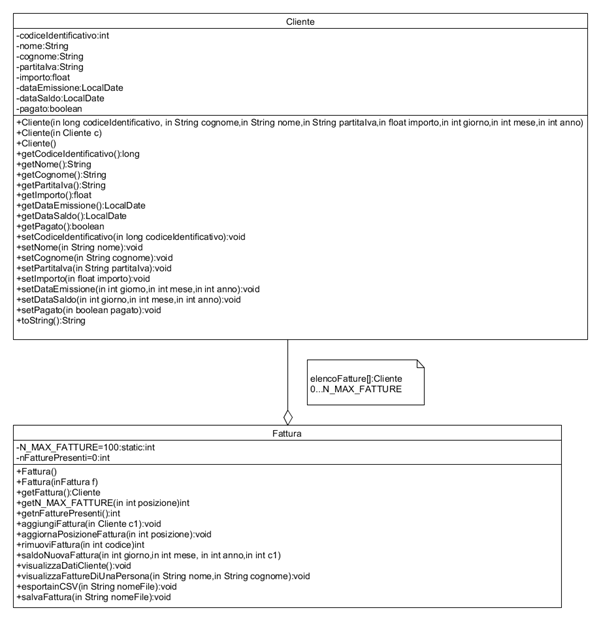 Cliente
-codiceIdentificativo:int
-nome:String
-cognome:String
-partitaIva:String
-importo:float
-dataEmissione:LocalDate
-dataSaldo:LocalDate
-pagato:boolean
+Cliente(in long codiceIdentificativo, in String cognome,in String nome,in String partitaIva,in float importo,in int giorno,in int mese,in int anno)
+Cliente(in Cliente c)
+Cliente()
+getCodiceIdentificativo():long
+getNome():String
+getCognome():String
+getPartitaIva():String
+getImporto():float
+getDataEmissione():LocalDate
+getDataSaldo():LocalDate
+getPagato():boolean
+setCodiceIdentificativo(in long codiceIdentificativo):void
+setNome(in String nome):void
+setCognome(in String cognome):void
+setPartitaIva(in String partitaIva):void
+setImporto(in float importo):void
+setDataEmissione(in int giorno,in int mese,in int anno):void
+setDataSaldo(in int giorno,in int mese,in int anno):void
+setPagato(in boolean pagato):void
+toString():String
elencoFatture[]:Cliente
0...N_MAX_FATTURE
Fattura
-N_MAX_FATTURE=100:static:int
-nFatturePresenti=0:int
+Fattura()
+Fattura(inFattura f)
+getFattura():Cliente
+getN_MAX_FATTURE(in int posizione)int
+getnFatturePresenti():int
+aggiungiFattura(in Cliente c1):void
+aggiornaPosizioneFattura(in int posizione):void
+rimuoviFattura(in int codice)int
+saldoNuovaFattura(in int giorno,in int mese, in int anno,in int c1)
+visualizzaDatiCliente():void
+visualizzaFattureDiUnaPersona(in String nome,in String cognome):void
+esportainCSV(in String nomeFile):void
+salvaFattura(in String nomeFile):void